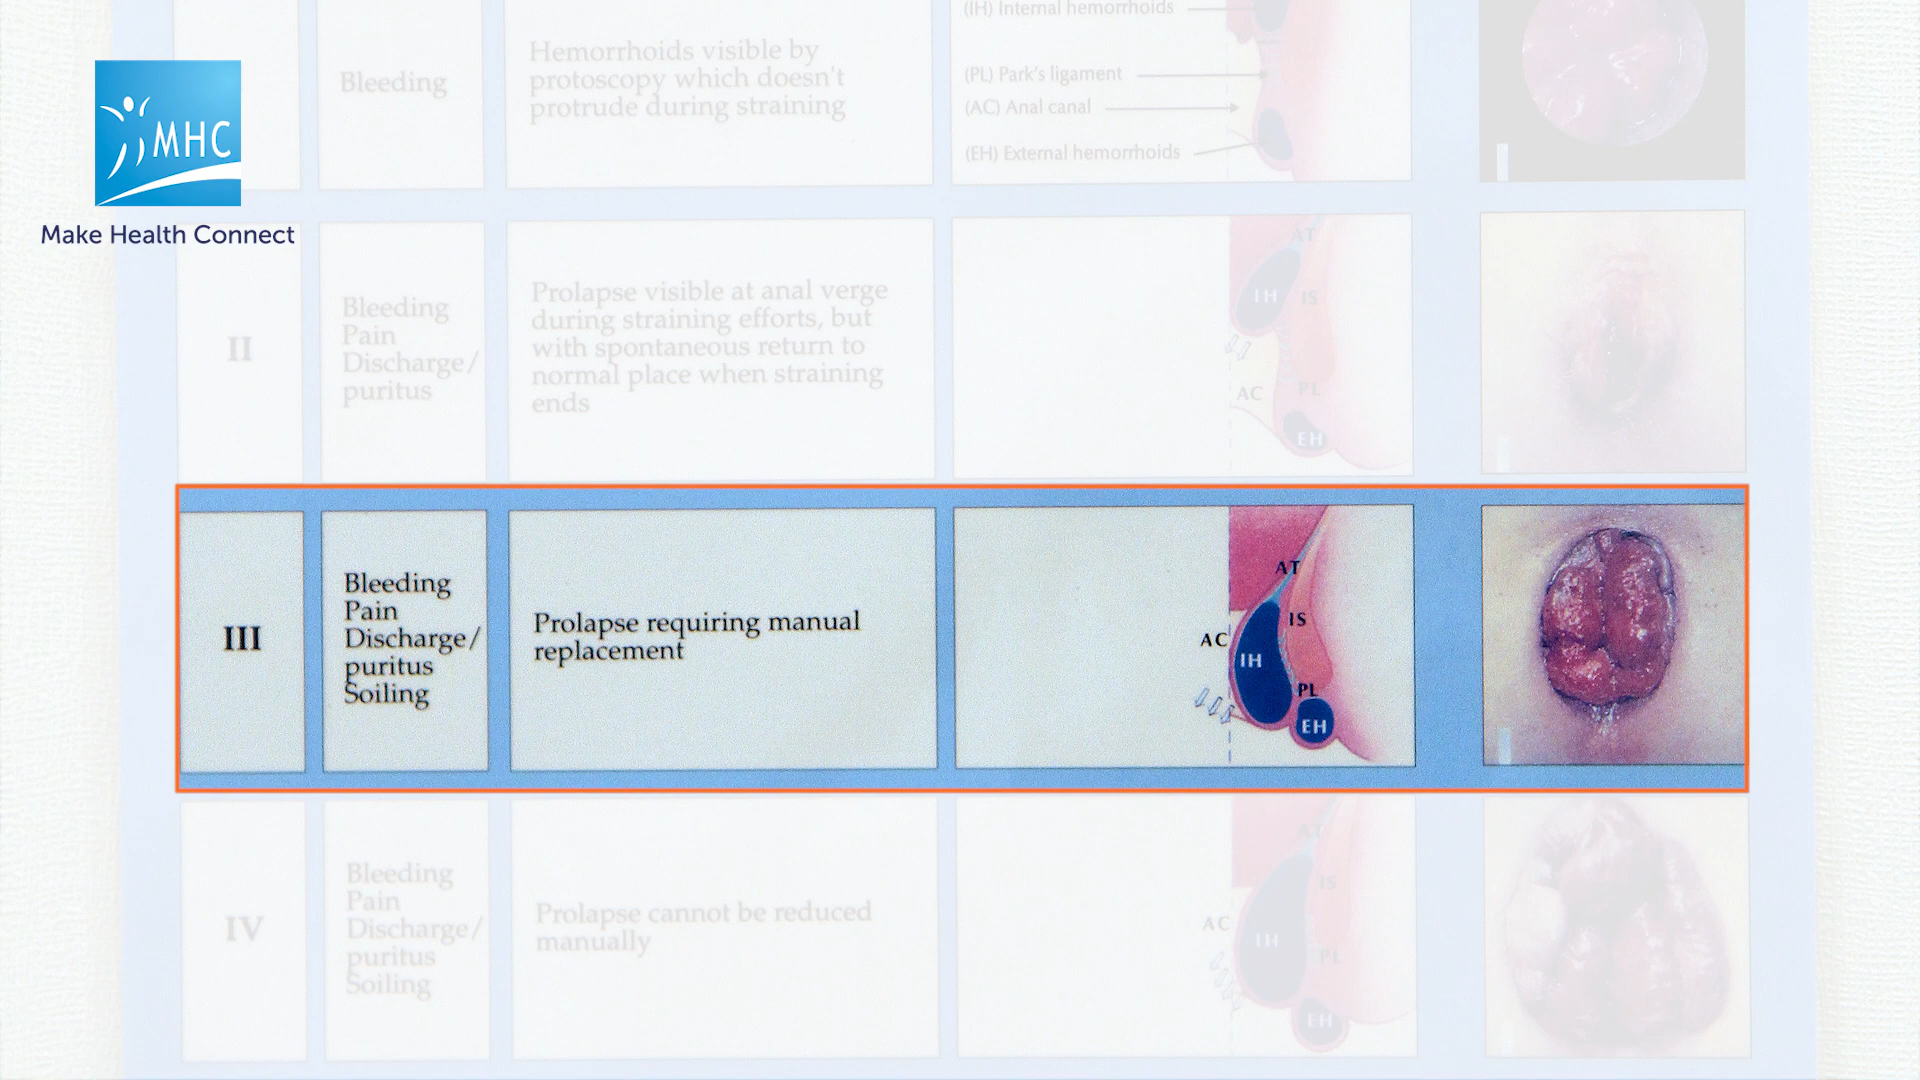 MHC
Make Health Connect
Bleeding
Hemorrhoids visible by
protoscopy which doesn't
protrude during straining
(IH) Internal hemorrhoids
(PL) Park's ligament
(AC) Anal canal
(EH) External hemorrhoids
II
Bleeding
Pain
Discharge/
puritus
Prolapse visible at anal verge
during straining efforts, but
with spontaneous return to
normal place when straining
ends
AT
IH
IS
AC
PL
EH
III
Bleeding
Pain
Discharge/
puritus
Soiling
Prolapse requiring manual
replacement
AT
IS
AC
IH
PL
EH
IV
Bleeding
Pain
Discharge/
puritus
Soiling
Prolapse cannot be reduced
manually
AT
IS
AC
IH
PL
EH